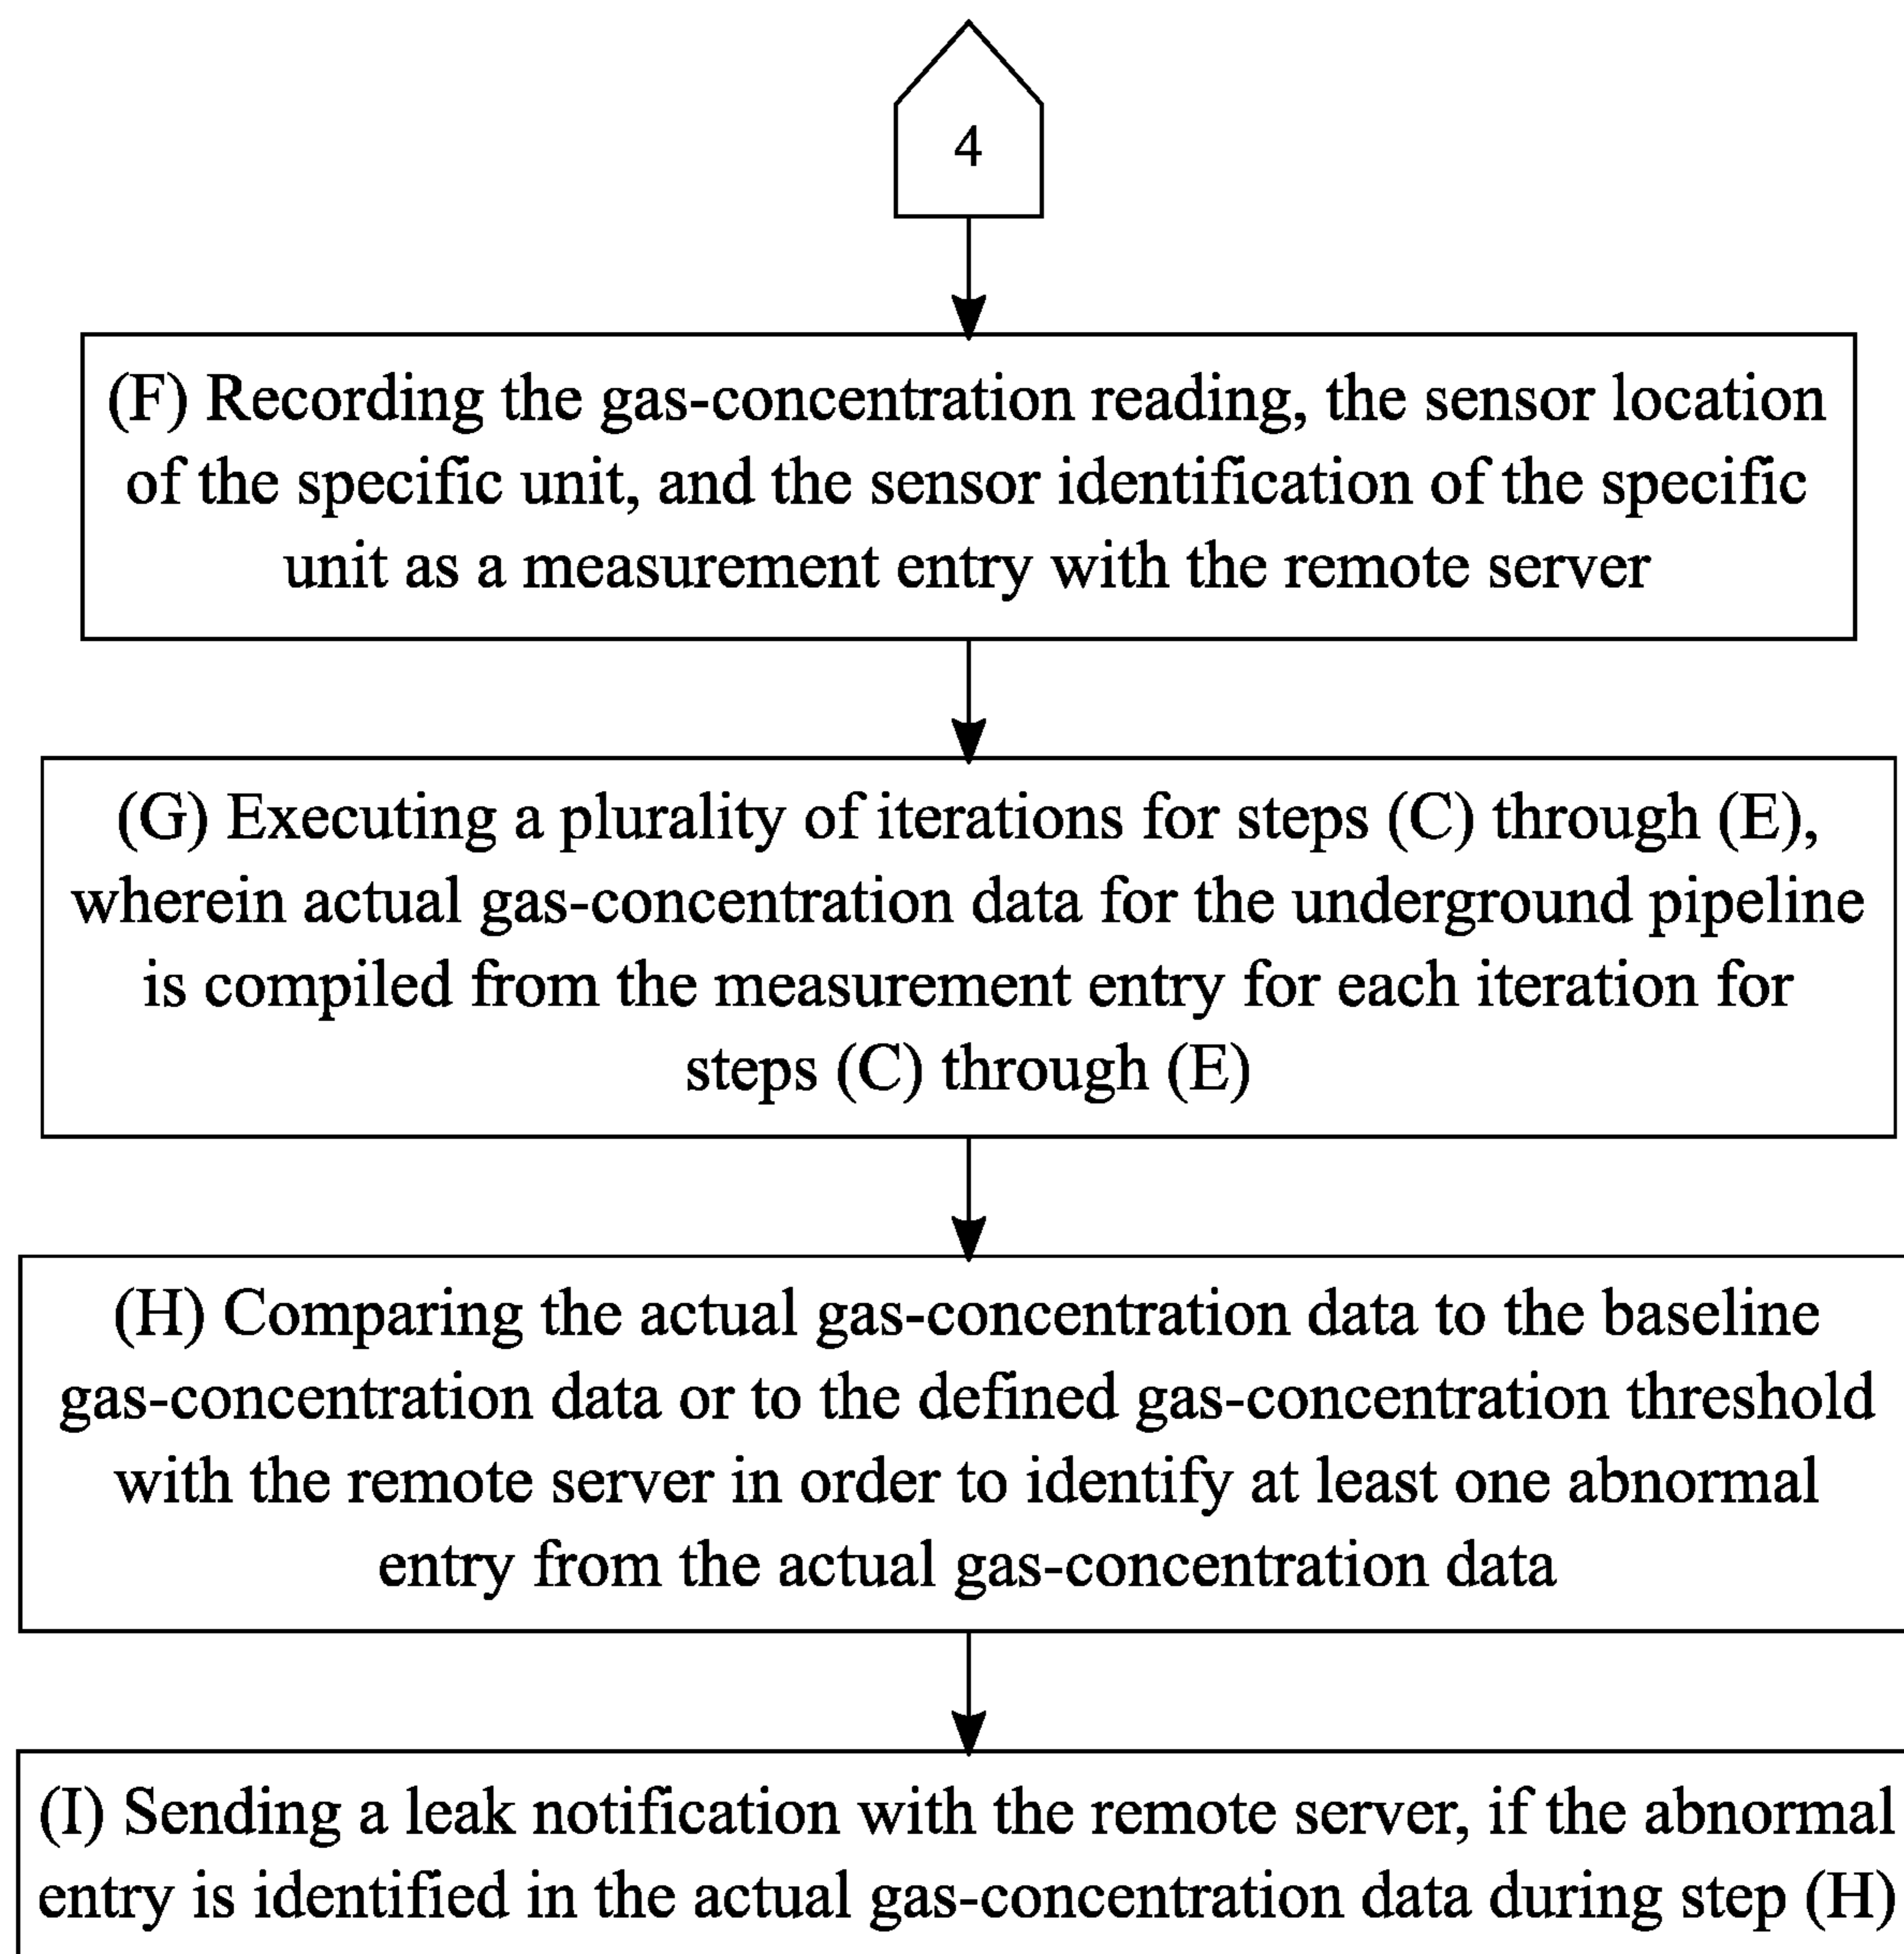 4
(F) Recording the gas-concentration reading, the sensor location
of the specific unit, and the sensor identification of the specific
unit as a measurement entry with the remote server
(G) Executing a plurality of iterations for steps (C) through (E),
wherein actual gas-concentration data for the underground pipeline
is compiled from the measurement entry for each iteration for
steps (C) through (E)
(H) Comparing the actual gas-concentration data to the baseline
gas-concentration data or to the defined gas-concentration threshold
with the remote server in order to identify at least one abnormal
entry from the actual gas-concentration data
(I) Sending a leak notification with the remote server, if the abnormal
entry is identified in the actual gas-concentration data during step (H)